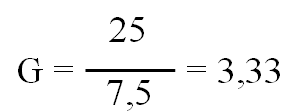 G = 25 / 7,5 = 3,33